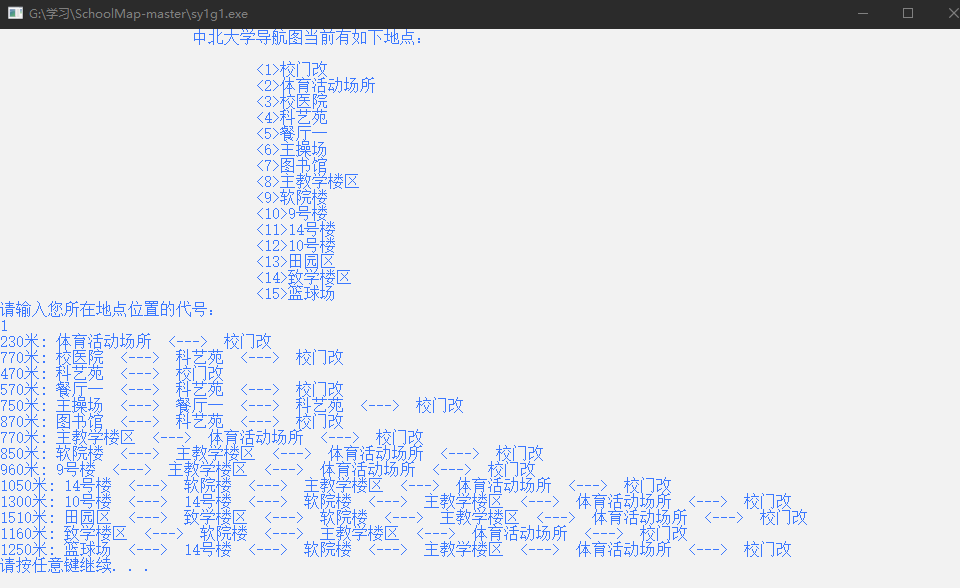 G:\学习\SchoolMap-master\sy1g1.exe
中北大学导航图当前有如下地点:
<1>校门改
<2>体育活动场所
<3>校医院
<4>科艺苑
<5>餐厅一
<6>主操场
<7>图书馆
<8>主教学楼区
<9>软院楼
<10>9号楼
<11>14号楼
<12>10号楼
<13>田园区
<14>致学楼区
<15>篮球场
请输入您所在地点位置的代号:
1
230米: 体育活动场所 <---> 校门改
770米: 校医院 <---> 科艺苑 <---> 校门改
470米: 科艺苑 <---> 校门改
570米: 餐厅一 <---> 科艺苑 <---> 校门改
750米: 主操场 <---> 餐厅一 <---> 科艺苑 <---> 校门改
870米: 图书馆 <---> 科艺苑 <---> 校门改
770米: 主教学楼区 <---> 体育活动场所 <---> 校门改
850米: 软院楼 <---> 主教学楼区 <---> 体育活动场所 <---> 校门改
960米: 9号楼 <---> 主教学楼区 <---> 体育活动场所 <---> 校门改
1050米: 14号楼 <---> 软院楼 <---> 主教学楼区 <---> 体育活动场所 <---> 校门改
1300米: 10号楼 <---> 14号楼 <---> 软院楼 <---> 主教学楼区 <---> 体育活动场所 <---> 校门改
1510米: 田园区 <---> 致学楼区 <---> 软院楼 <---> 主教学楼区 <---> 体育活动场所 <---> 校门改
1160米: 致学楼区 <---> 软院楼 <---> 主教学楼区 <---> 体育活动场所 <---> 校门改
1250米: 篮球场 <---> 14号楼 <---> 软院楼 <---> 主教学楼区 <---> 体育活动场所 <---> 校门改
请按任意键继续. . .